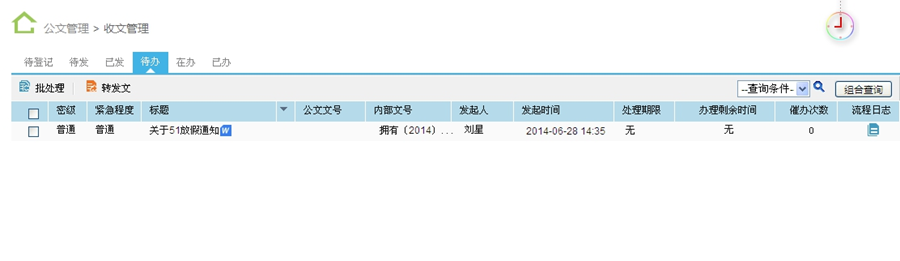 公文管理 > 收文管理
待登记 待发 已发 待办 在办 已办
批处理 转发文 --查询条件- 组合查询
密级 紧急程度 标题 公文文号 内部文号 发起人 发起时间 处理期限 办理剩余时间 催办次数 流程日志
普通 普通 关于51放假通知 拥有（2014）... 刘星 2014-06-28 14:35 无 无 0